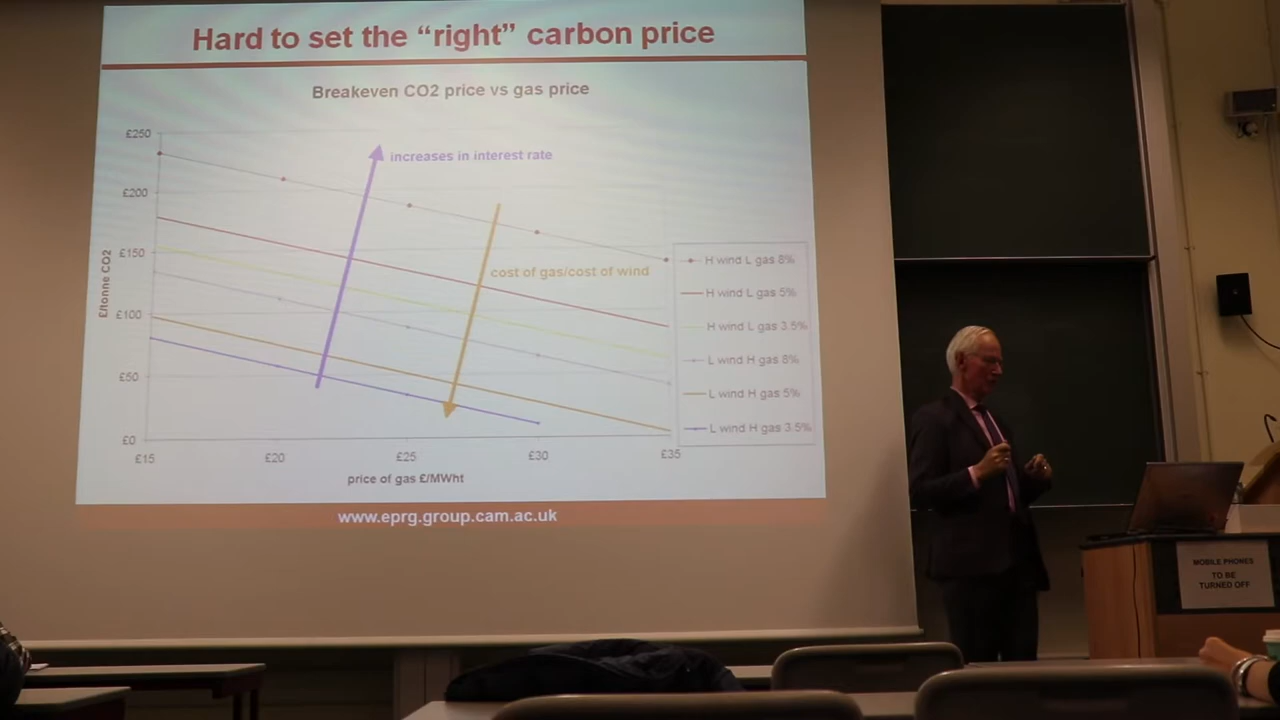 Hard to set the “right” carbon price
Breakeven CO2 price vs gas price
£250
£200
£150
£100
£50
£0
£/tonne CO2
increases in interest rate
cost of gas/cost of wind
H wind L gas 8%
H wind L gas 5%
H wind L gas 3.5%
L wind H gas 8%
L wind H gas 5%
L wind H gas 3.5%
£15
£20
£25
£30
£35
price of gas £/MWht
www.eprg.group.cam.ac.uk
MOBILE PHONES
TO BE
TURNED OFF